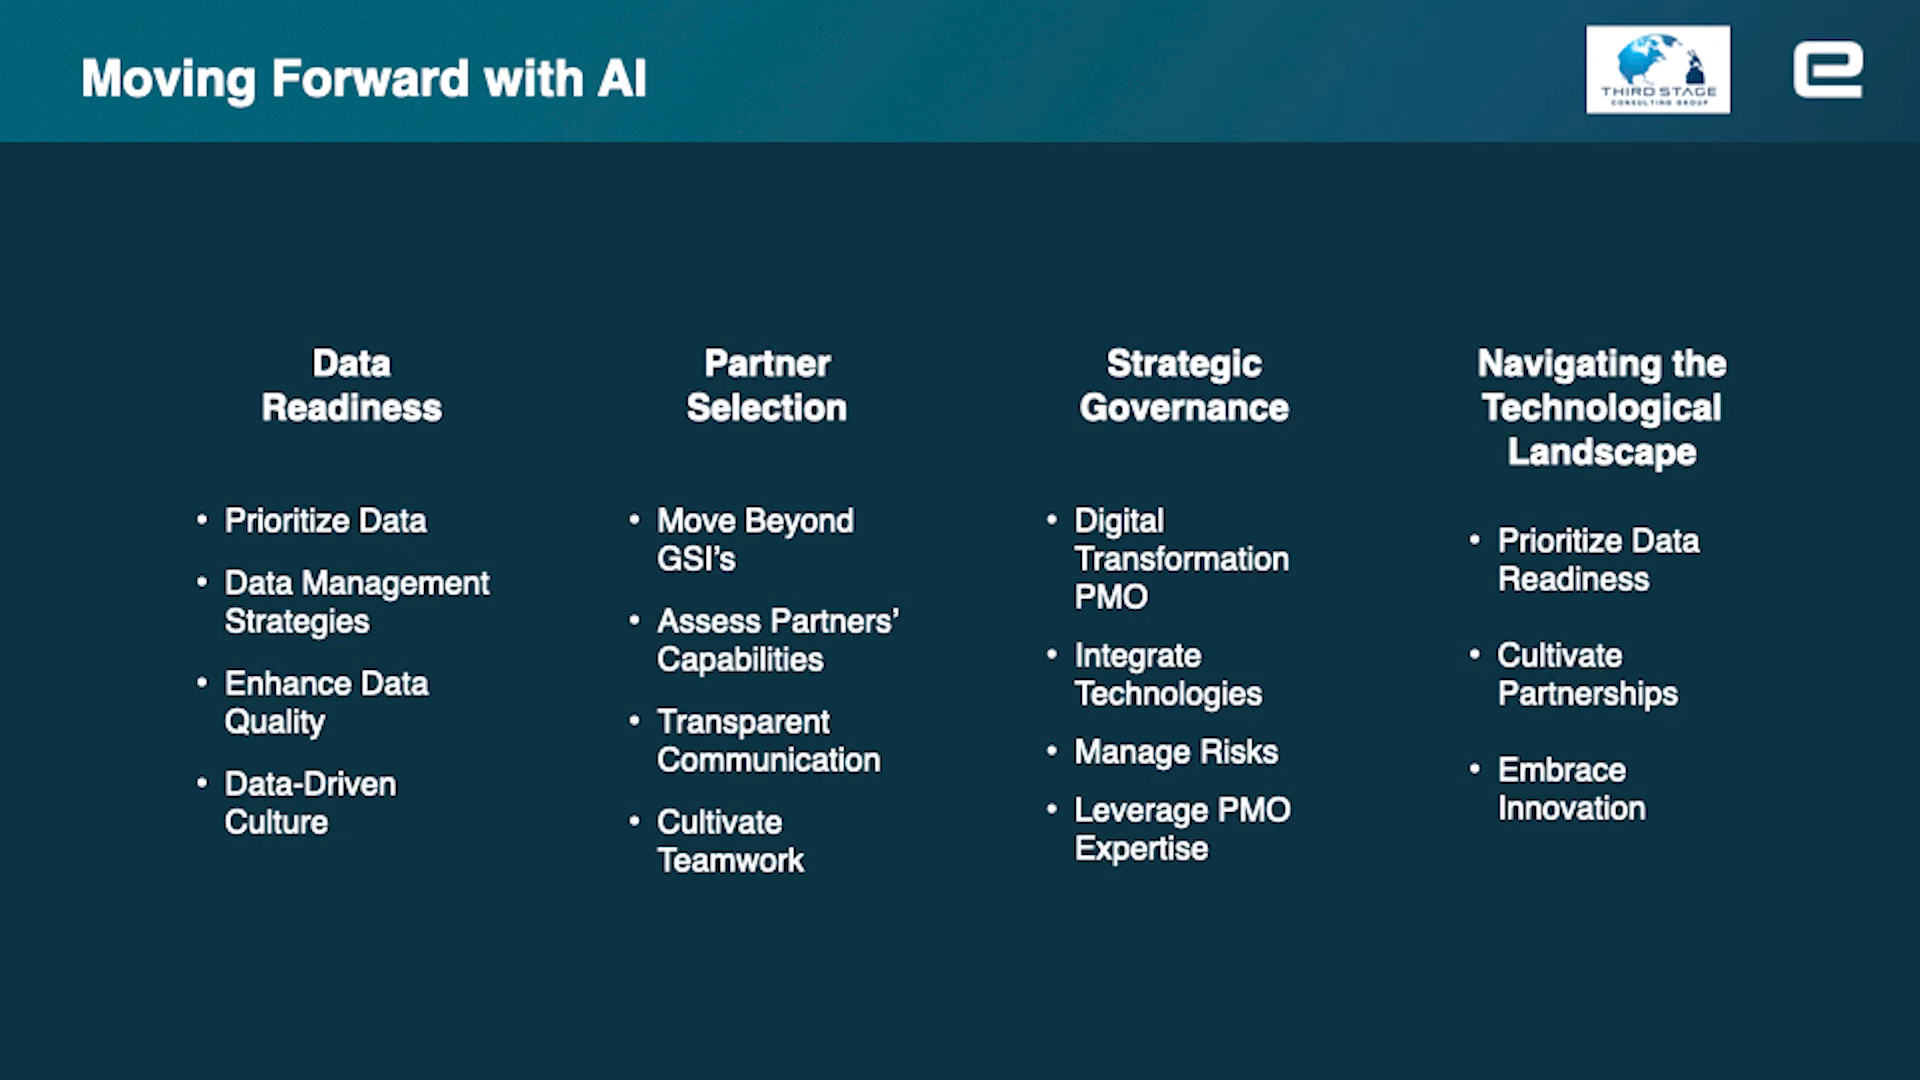 Moving Forward with AI
THIRD STAGE
CONSULTING GROUP
Data
Readiness
• Prioritize Data
• Data Management
Strategies
• Enhance Data
Quality
• Data-Driven
Culture
Partner
Selection
• Move Beyond
GSI’s
• Assess Partners’
Capabilities
• Transparent
Communication
• Cultivate
Teamwork
Strategic
Governance
• Digital
Transformation
PMO
• Integrate
Technologies
• Manage Risks
• Leverage PMO
Expertise
Navigating the
Technological
Landscape
• Prioritize Data
Readiness
• Cultivate
Partnerships
• Embrace
Innovation